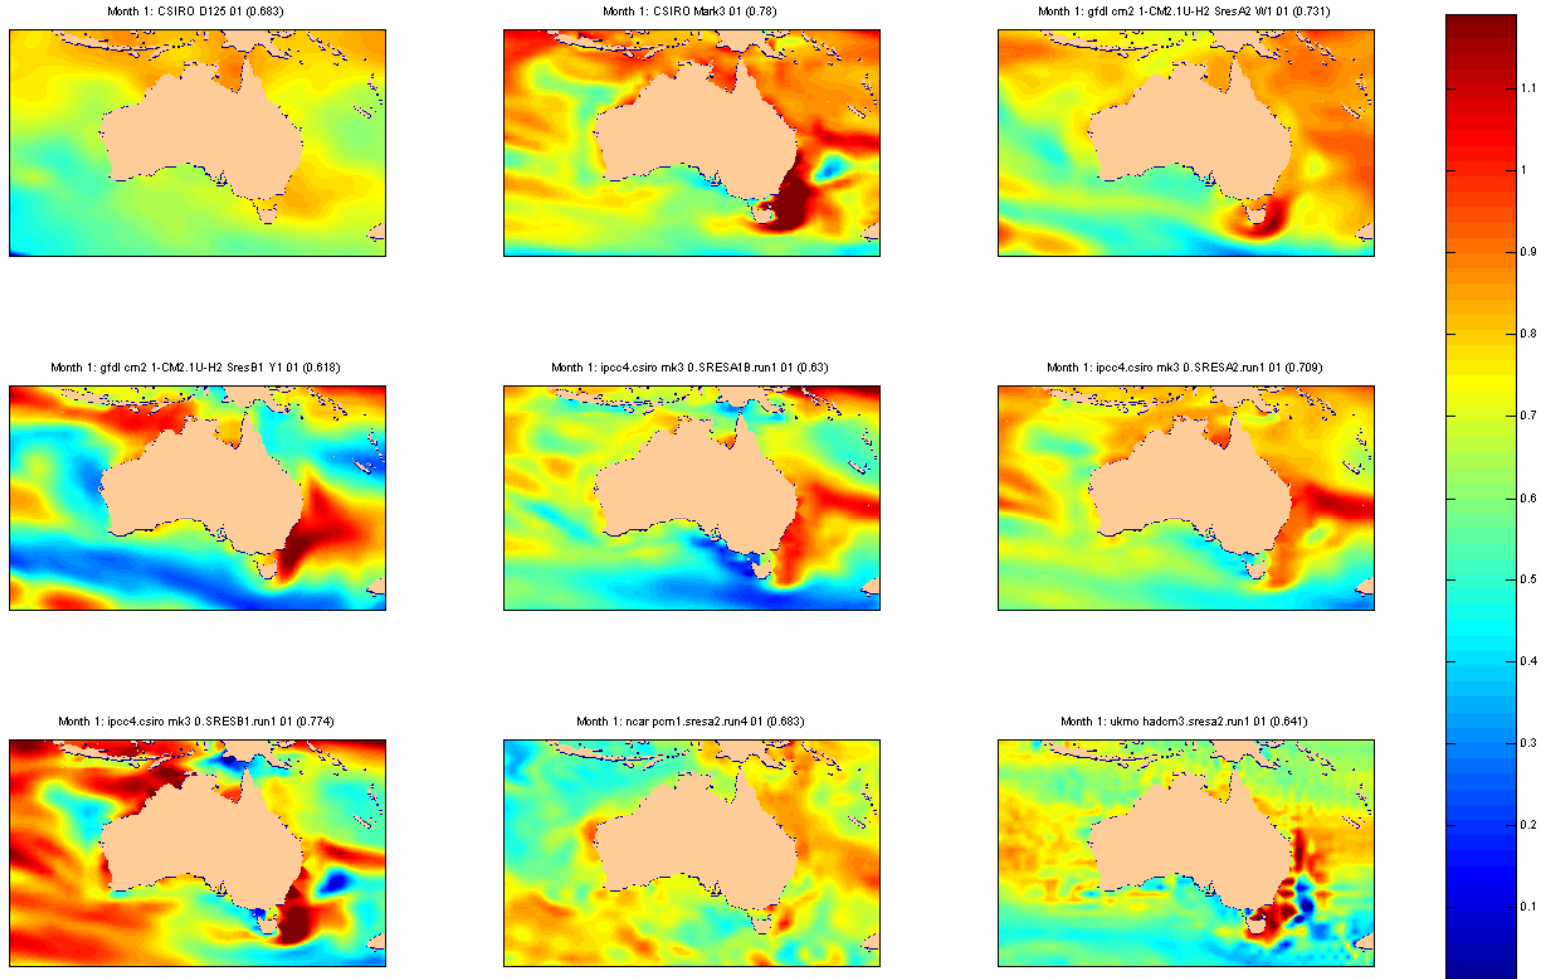 Month 1: CSIRO D125 01 (0.683)
Month 1: CSIRO Mark3 01 (0.78)
Month 1: gfdl cm2 1-CM2.1U-H2 SresA2 W1 01 (0.731)
1.1
1
0.9
0.8
Month 1: gfdl cm2 1-CM2.1U-H2 SresB1 Y1 01 (0.618)
Month 1: ipcc4.csiro mk3 0.SRESA1B.run1 01 (0.63)
Month 1: ipcc4.csiro mk3 0.SRESA2.run1 01 (0.709)
0.7
0.6
0.5
0.4
Month 1: ipcc4.csiro mk3 0.SRESB1.run1 01 (0.774)
Month 1: ncar pcm1.sresa2.run4 01 (0.683)
Month 1: ukmo hadcm3.sresa2.run1 01 (0.641)
0.3
0.2
0.1